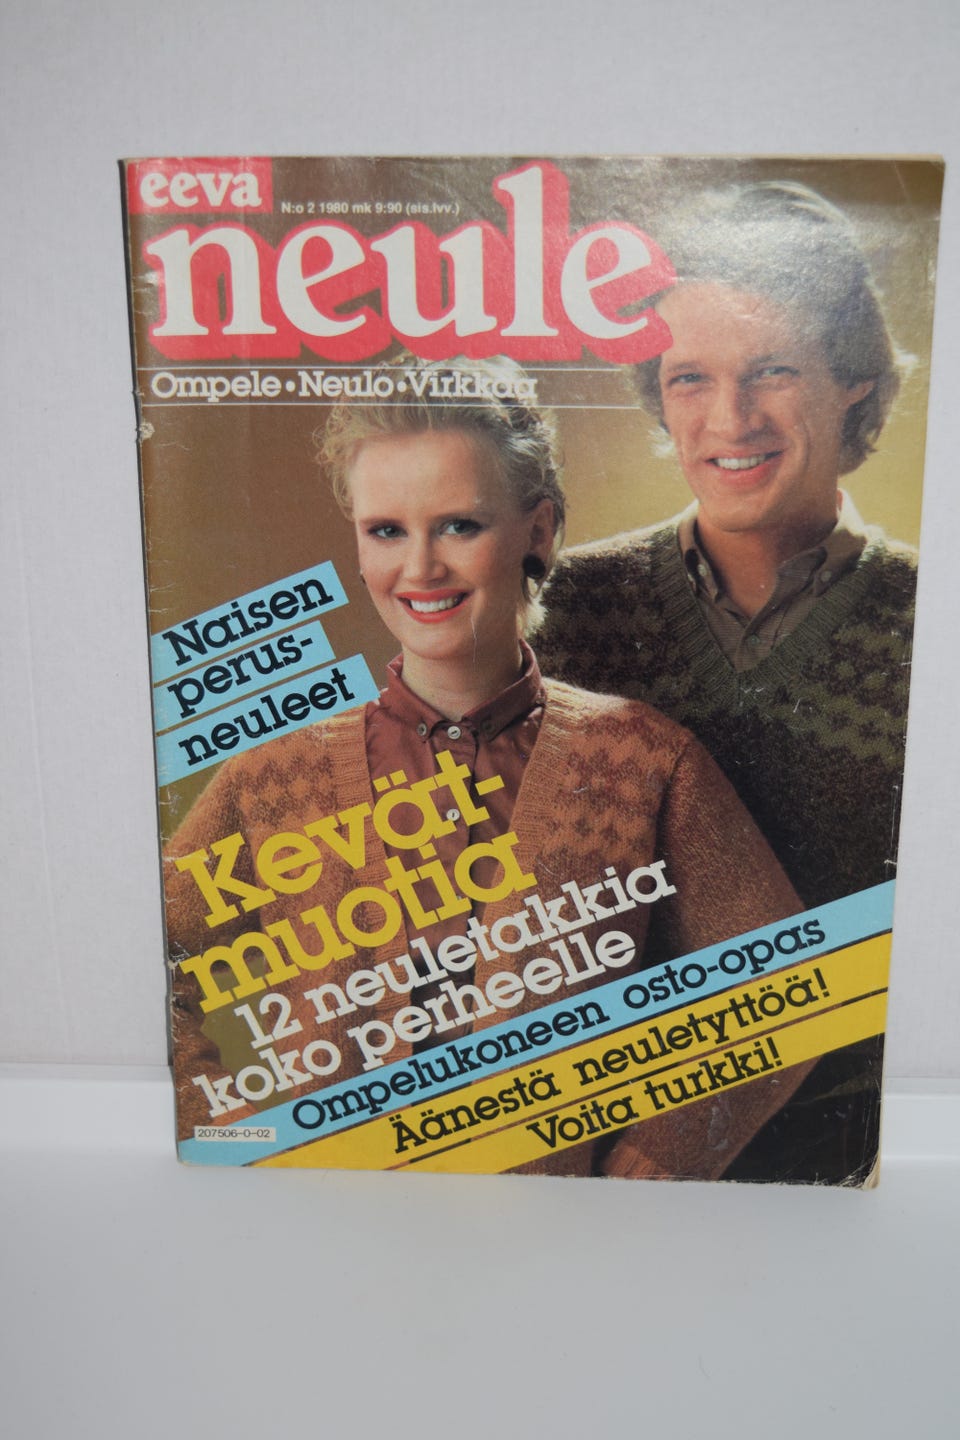 eeva
N:o 2 1980 mk 9:90 (sis.lvv.)
neule
Ompele•Neulo•Virkkaa
Naisen
perus-
neuleet
Kevät-
muotia
12 neuletakkia
koko perheelle
Ompelukoneen osto-opas
Äänestä neuletyttöä!
Voita turkki!
207506-0-02